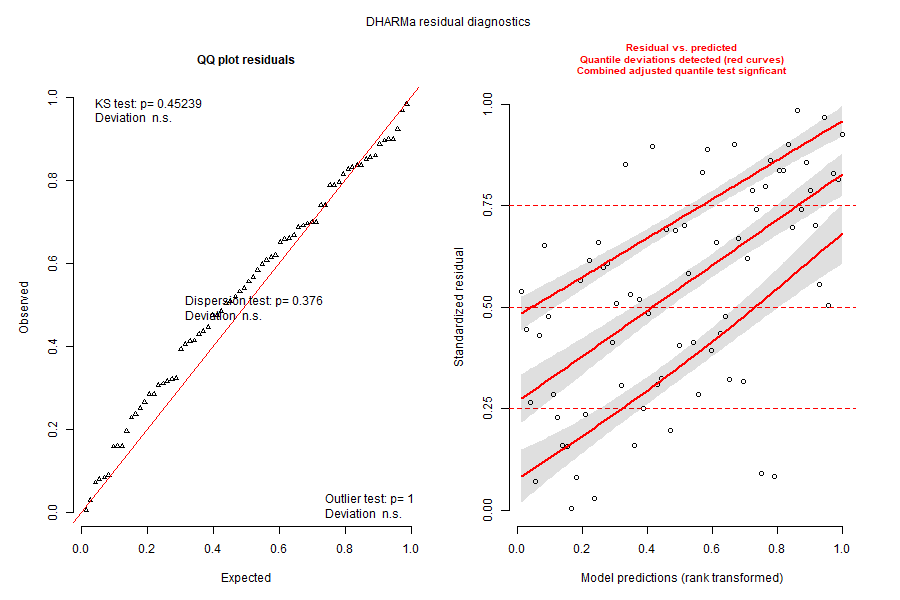 DHARMa residual diagnostics
QQ plot residuals
KS test: p= 0.45239
Deviation n.s.
Dispersion test: p= 0.376
Deviation n.s.
Outlier test: p= 1
Deviation n.s.
Observed
0.0 0.2 0.4 0.6 0.8 1.0
0.0 0.2 0.4 0.6 0.8 1.0
Expected
Residual vs. predicted
Quantile deviations detected (red curves)
Combined adjusted quantile test signficant
Standardized residual
0.00 0.25 0.50 0.75 1.00
0.0 0.2 0.4 0.6 0.8 1.0
Model predictions (rank transformed)